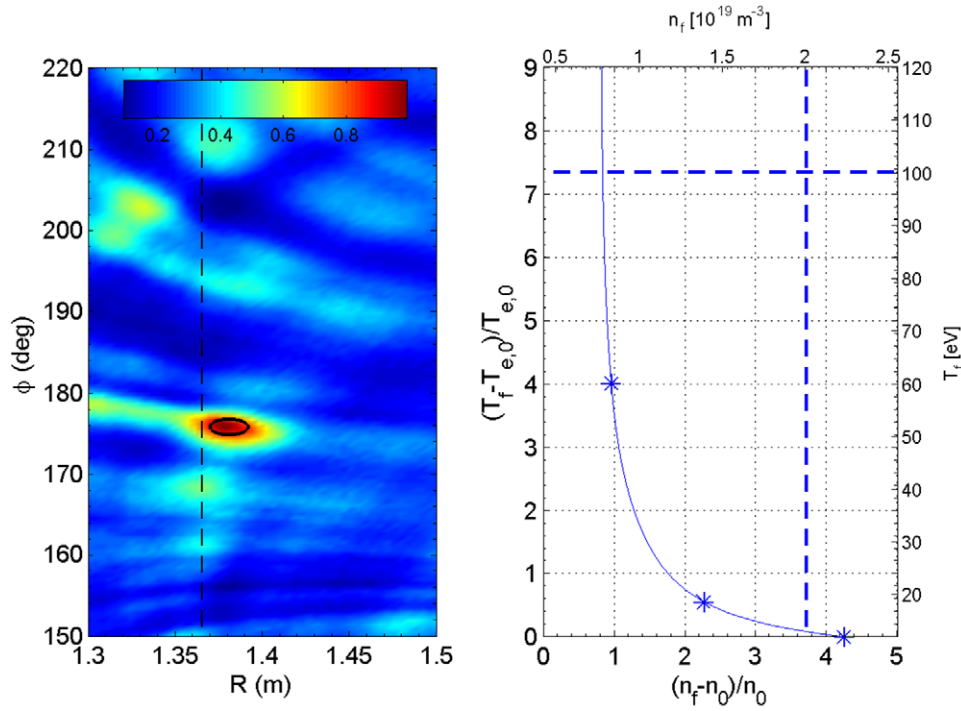 220
210
200
190
180
170
160
150
ϕ (deg)
0.2 0.4 0.6 0.8
1.3 1.35 1.4 1.45 1.5
R (m)
n_f [10^19 m^-3]
0.5 1 1.5 2 2.5
9
8
7
6
5
4
3
2
1
0
(T_f-T_e,0)/T_e,0
120
110
100
90
80
70
60
50
40
30
20
T_f [eV]
0 1 2 3 4 5
(n_f-n_0)/n_0